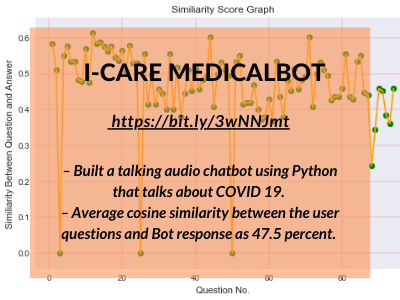 Similiarity Score Graph
I-CARE MEDICALBOT
https://bit.ly/3wNNJmt
– Built a talking audio chatbot using Python
that talks about COVID 19.
– Average cosine similarity between the user
questions and Bot response as 47.5 percent.
Similiarity Between Question and Answer
0.6
0.5
0.4
0.3
0.2
0.1
0.0
0
20
40
60
80
Question No.